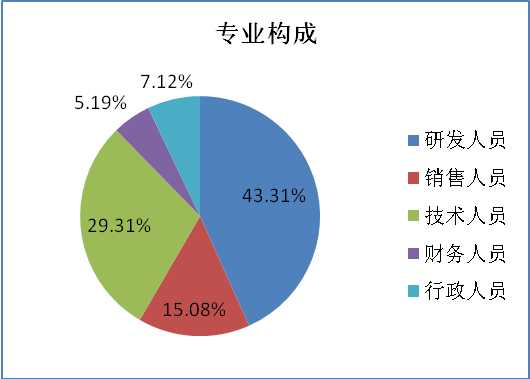 专业构成
7.12%
5.19%
43.31%
29.31%
15.08%
研发人员
销售人员
技术人员
财务人员
行政人员